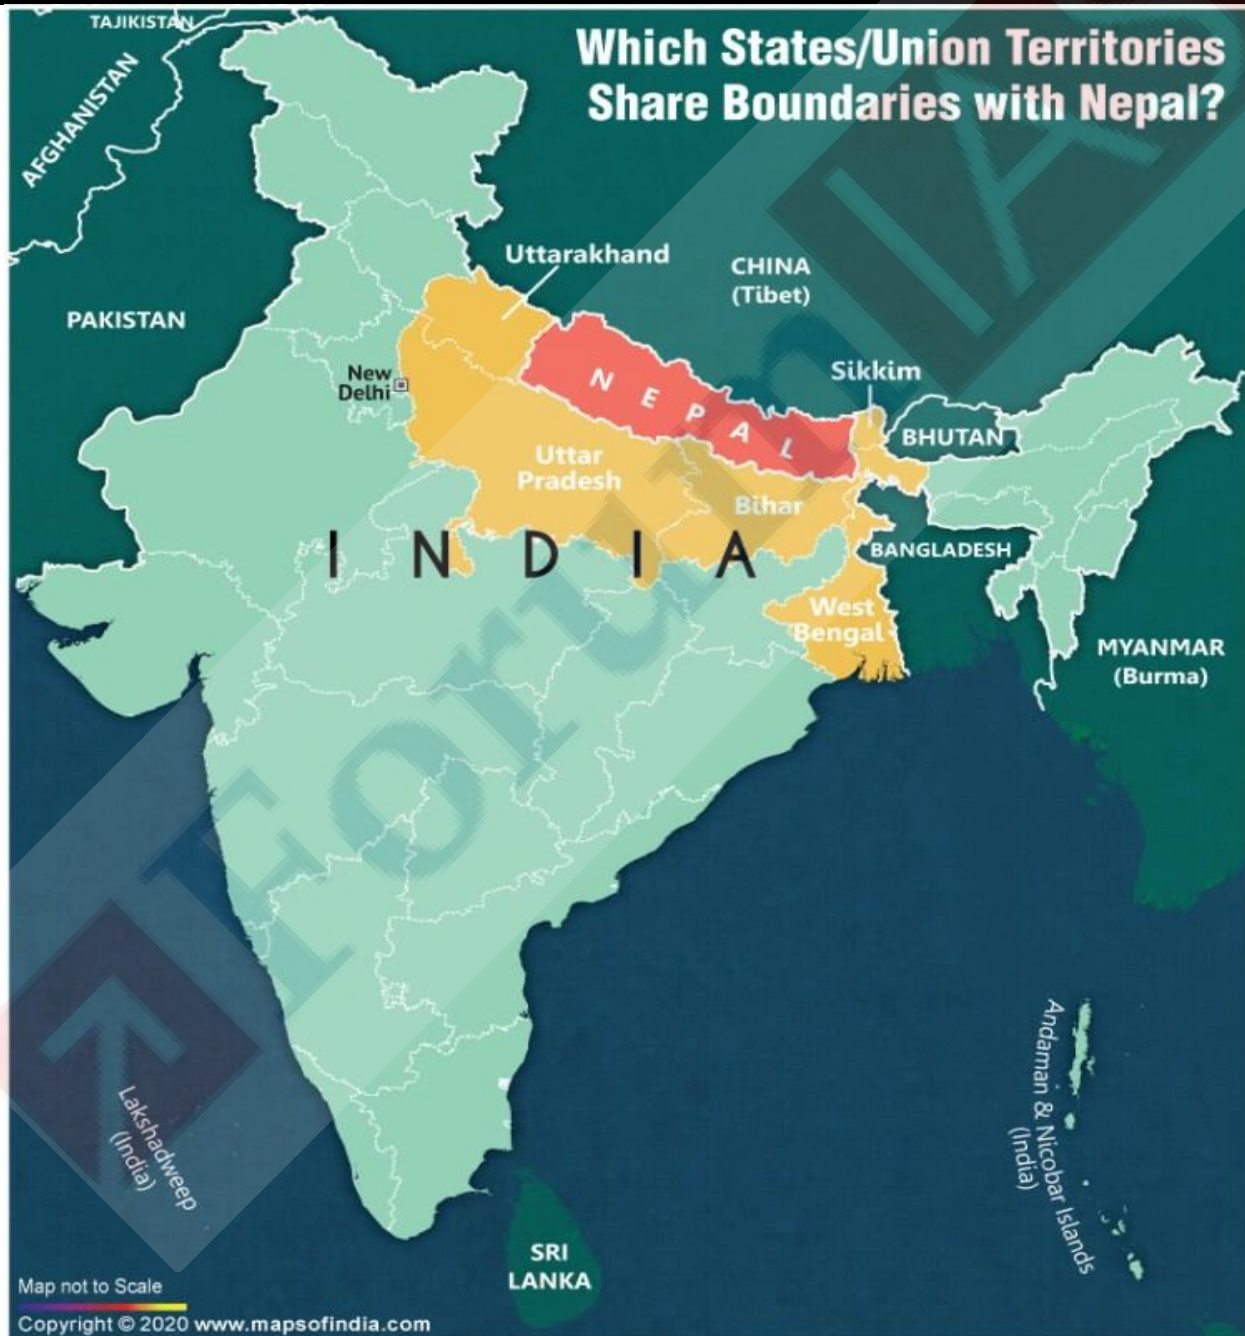 TAJIKISTAN
Which States/Union Territories
Share Boundaries with Nepal?
AFGHANISTAN
Uttarakhand
CHINA
(Tibet)
PAKISTAN
New
Delhi
NEPAL
Sikkim
BHUTAN
Uttar
Pradesh
Bihar
INDIA
BANGLADESH
West
Bengal
MYANMAR
(Burma)
Lakshadweep
(India)
Andaman & Nicobar Islands
(India)
SRI
LANKA
Map not to Scale
Copyright © 2020 www.mapsofindia.com
ForumIAS